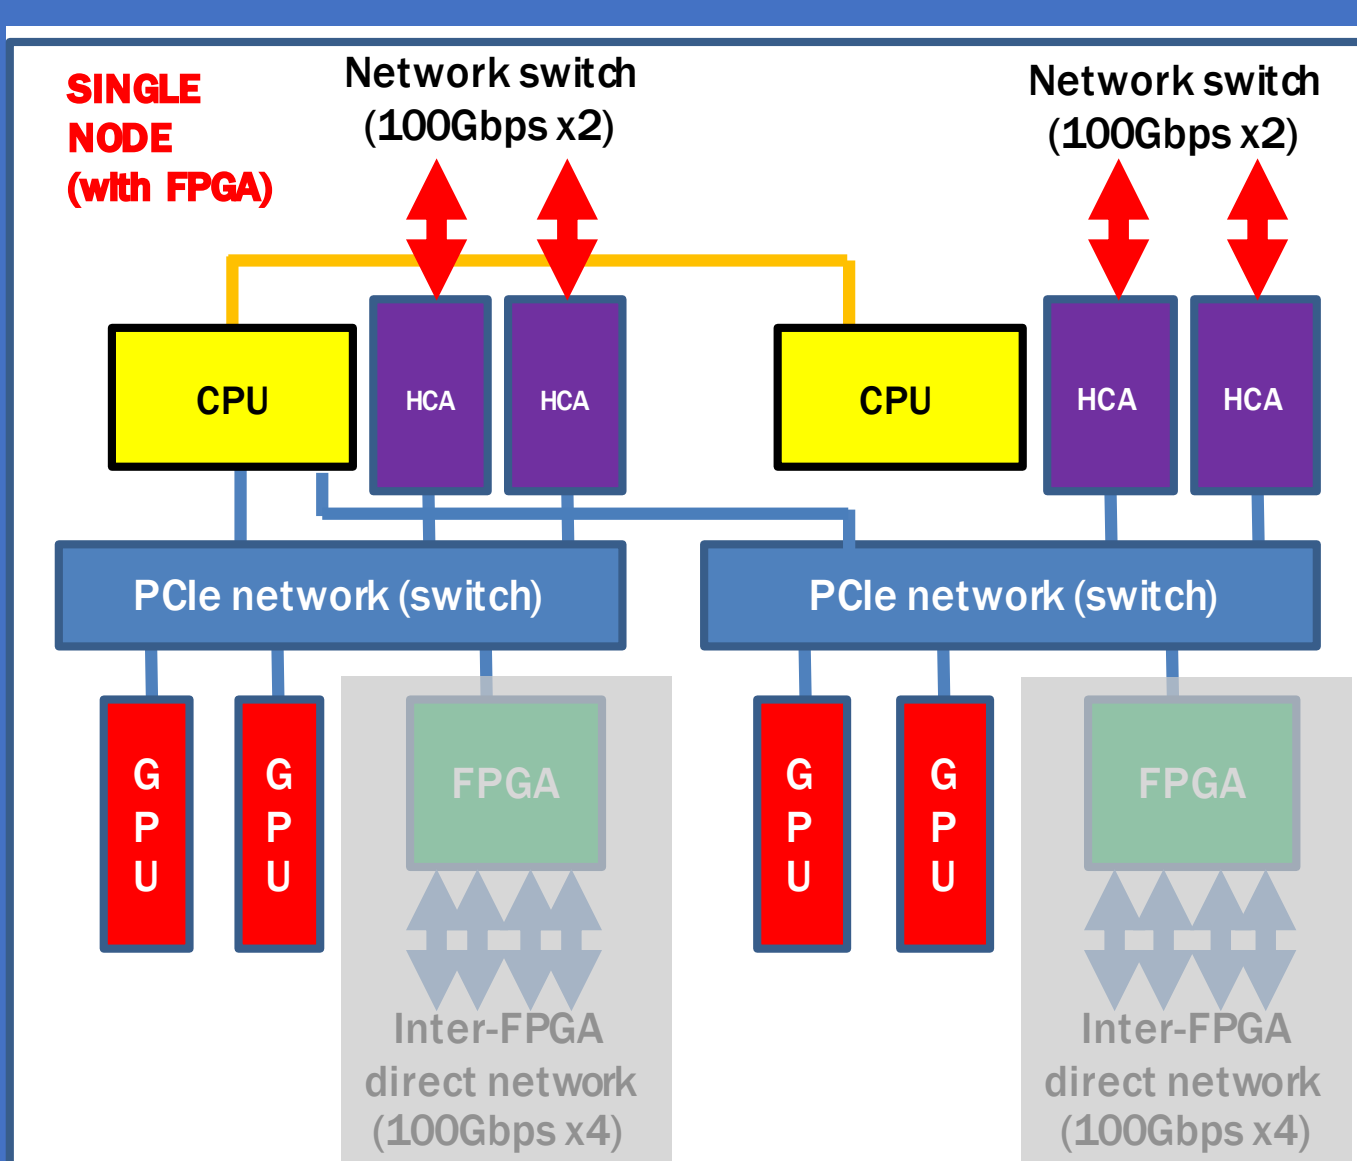 SINGLE
NODE
(with FPGA)
Network switch
(100Gbps x2)
Network switch
(100Gbps x2)
CPU
HCA
HCA
CPU
HCA
HCA
PCIe network (switch)
PCIe network (switch)
G
P
U
G
P
U
FPGA
G
P
U
G
P
U
FPGA
Inter-FPGA
direct network
(100Gbps x4)
Inter-FPGA
direct network
(100Gbps x4)